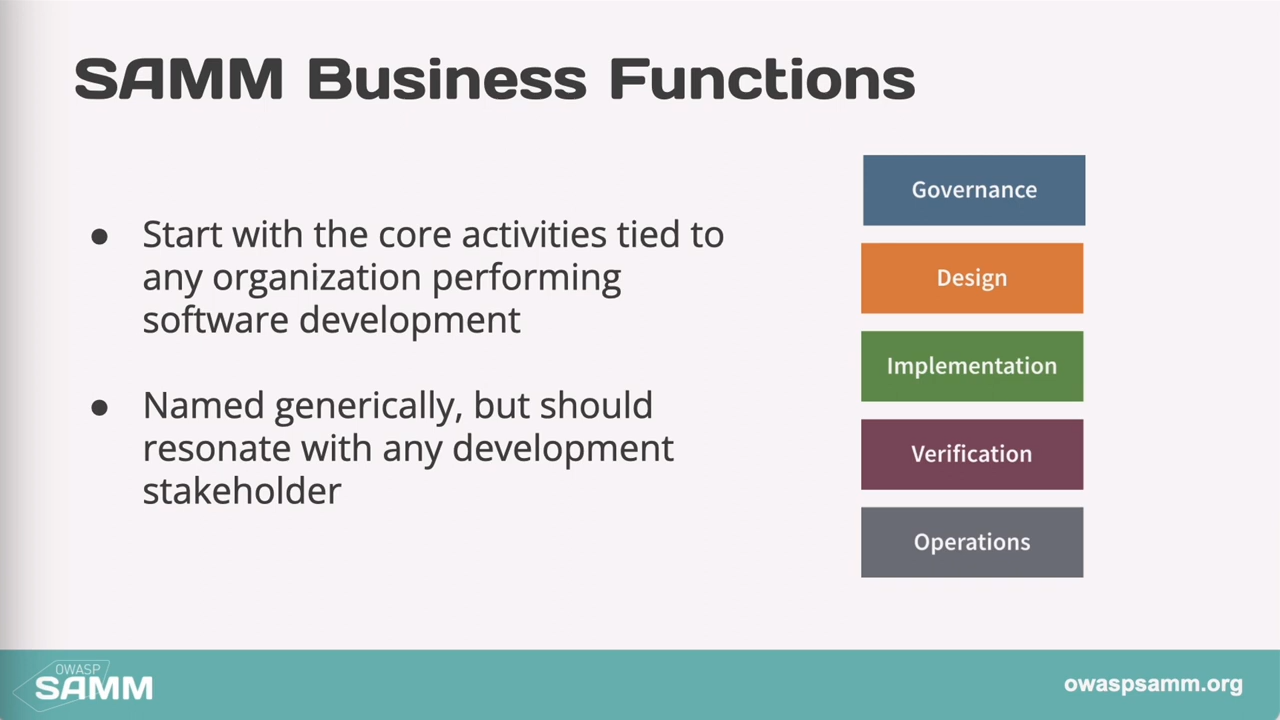 SAMM Business Functions
● Start with the core activities tied to
any organization performing
software development
● Named generically, but should
resonate with any development
stakeholder
Governance
Design
Implementation
Verification
Operations
OWASP
SAMM
owaspsamm.org